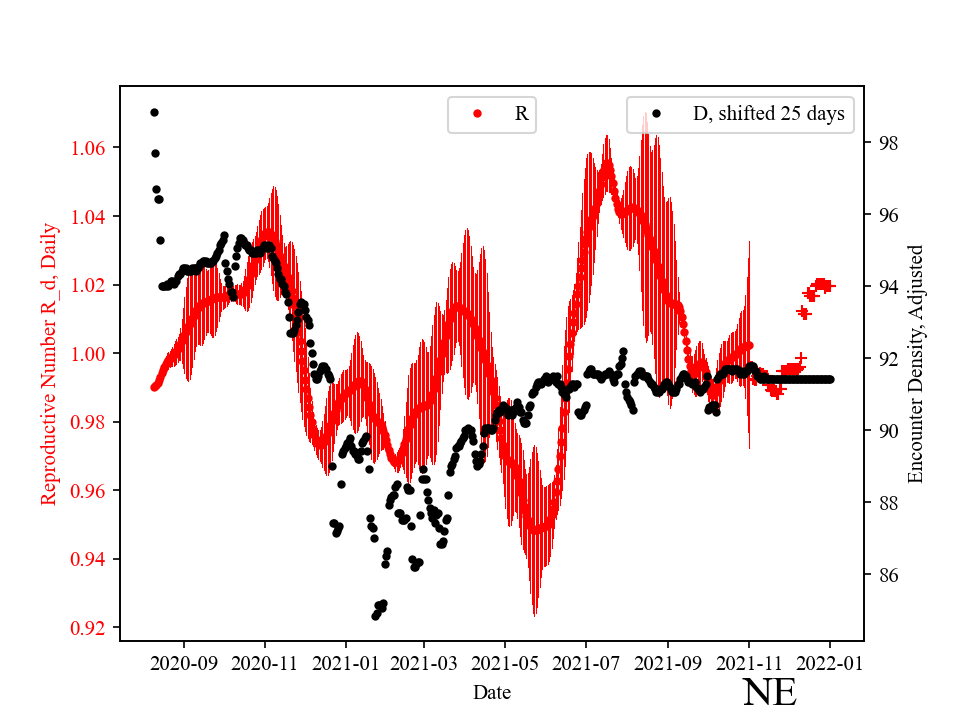 R
D, shifted 25 days
Reproductive Number R_d, Daily
1.06
1.04
1.02
1.00
0.98
0.96
0.94
0.92
98
96
94
92
90
88
86
Encounter Density, Adjusted
2020-09 2020-11 2021-01 2021-03 2021-05 2021-07 2021-09 2021-11 2022-01
Date
NE